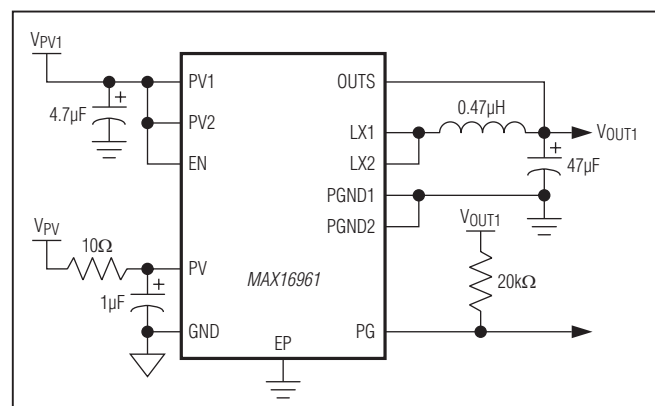 VPV1
4.7µF
PV1
PV2
EN
VPV
10Ω
PV
1µF
GND
MAX16961
EP
OUTS
LX1
LX2
0.47µH
VOUT1
47µF
PGND1
PGND2
VOUT1
20kΩ
PG